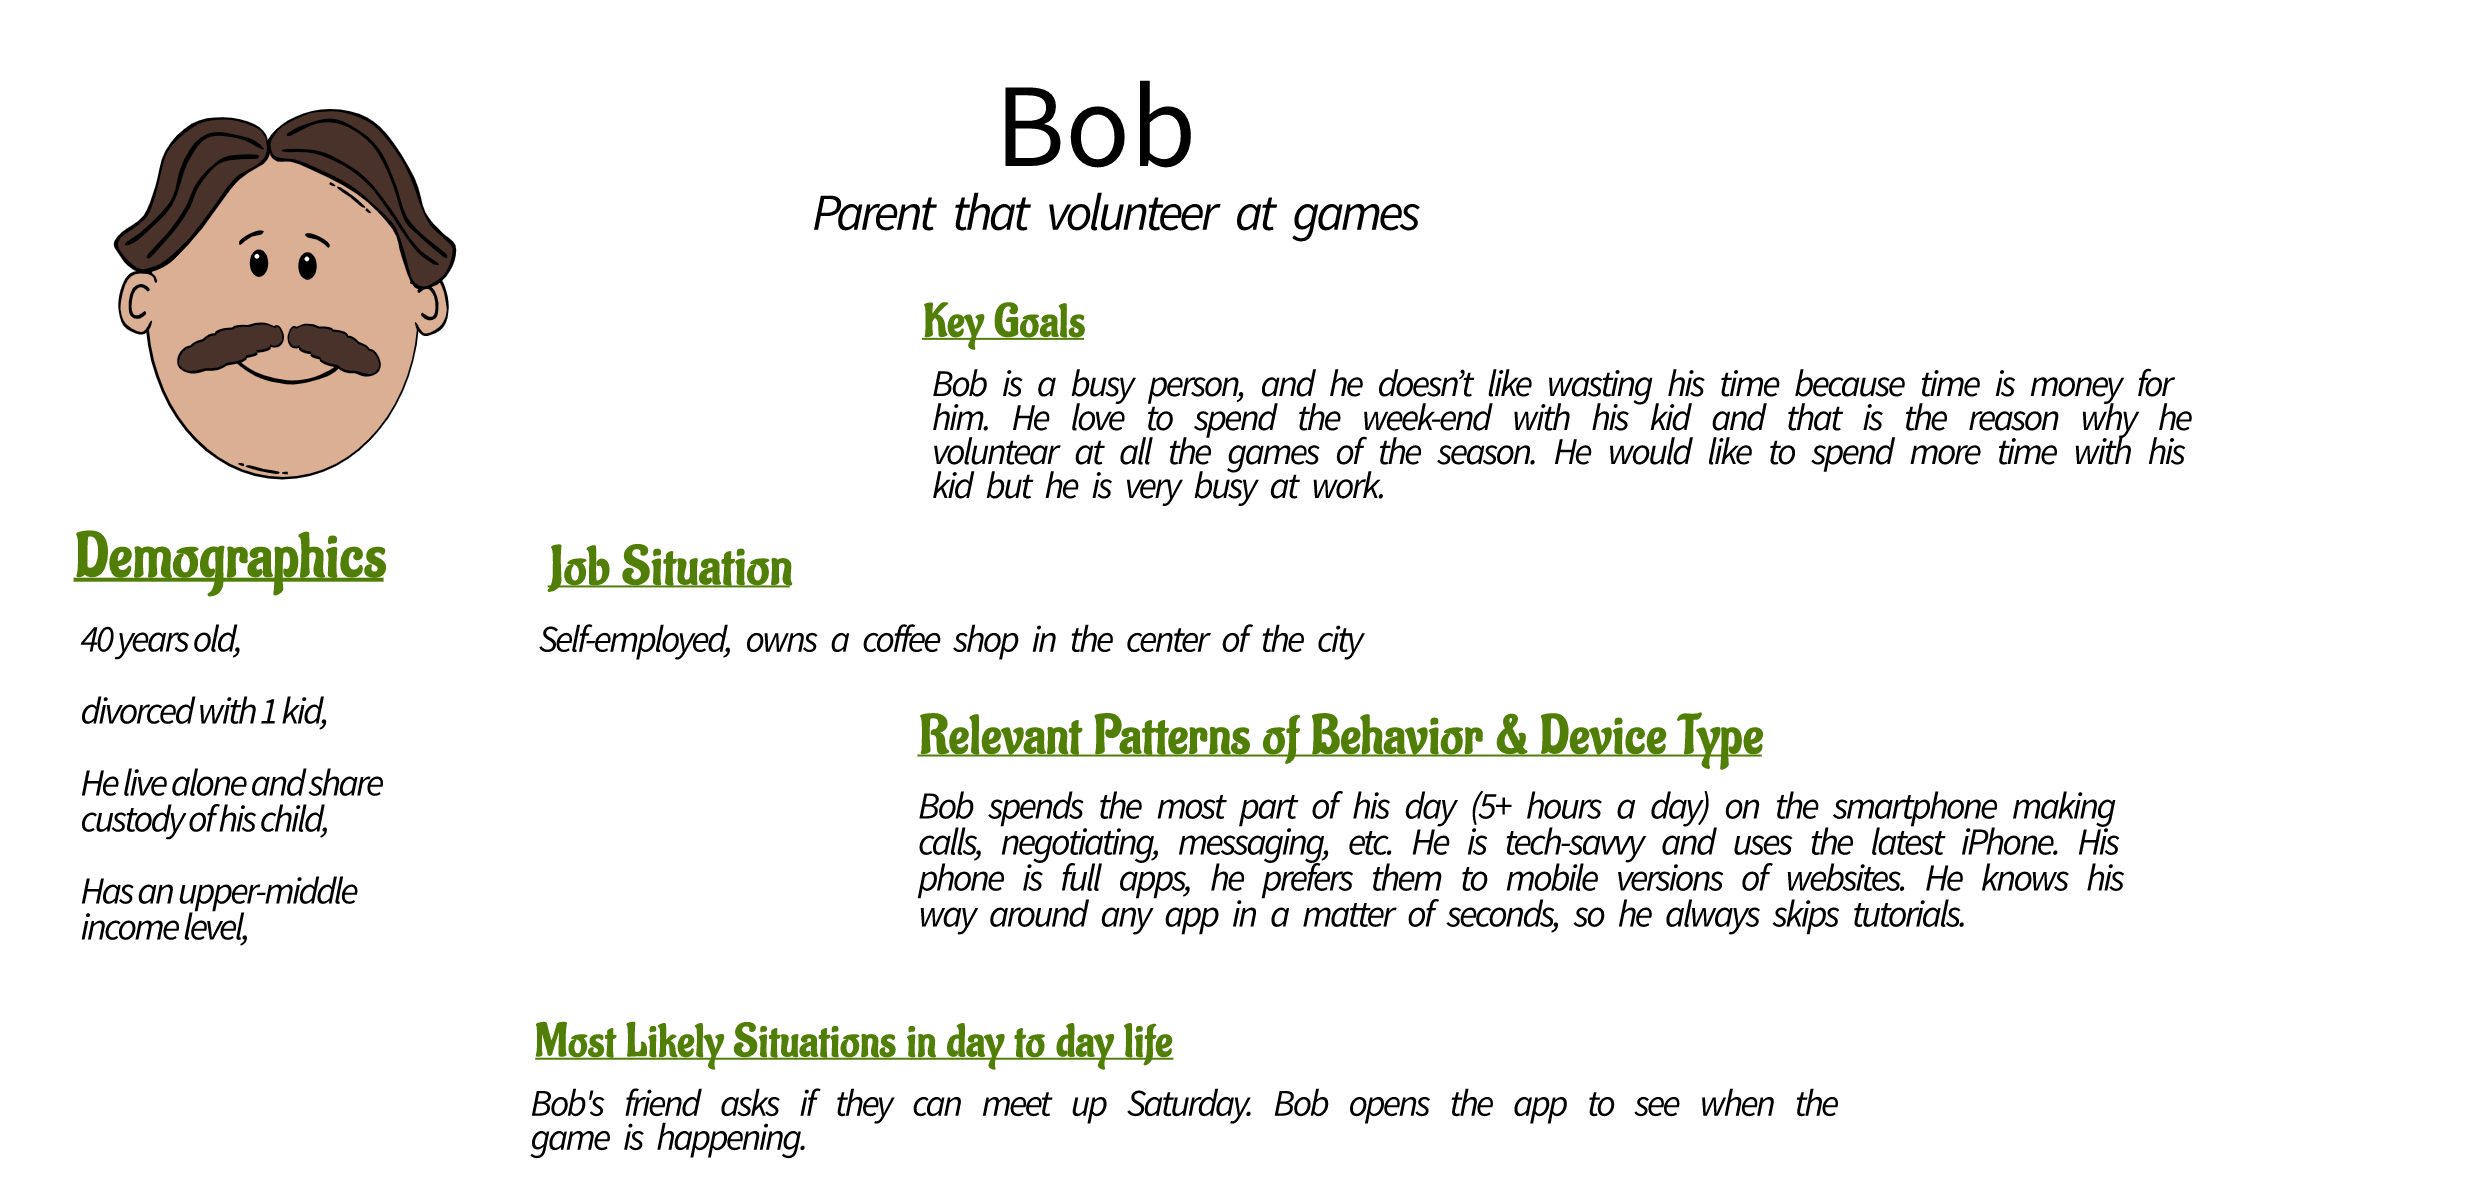 Bob
Parent that volunteer at games
Key Goals
Bob is a busy person, and he doesn’t like wasting his time because time is money for
him. He love to spend the week-end with his kid and that is the reason why he
voluntear at all the games of the season. He would like to spend more time with his
kid but he is very busy at work.
Demographics
40 years old,
divorced with 1 kid,
He live alone and share
custody of his child,
Has an upper-middle
income level,
Job Situation
Self-employed, owns a coffee shop in the center of the city
Relevant Patterns of Behavior & Device Type
Bob spends the most part of his day (5+ hours a day) on the smartphone making
calls, negotiating, messaging, etc. He is tech-savvy and uses the latest iPhone. His
phone is full apps, he prefers them to mobile versions of websites. He knows his
way around any app in a matter of seconds, so he always skips tutorials.
Most Likely Situations in day to day life
Bob's friend asks if they can meet up Saturday. Bob opens the app to see when the
game is happening.